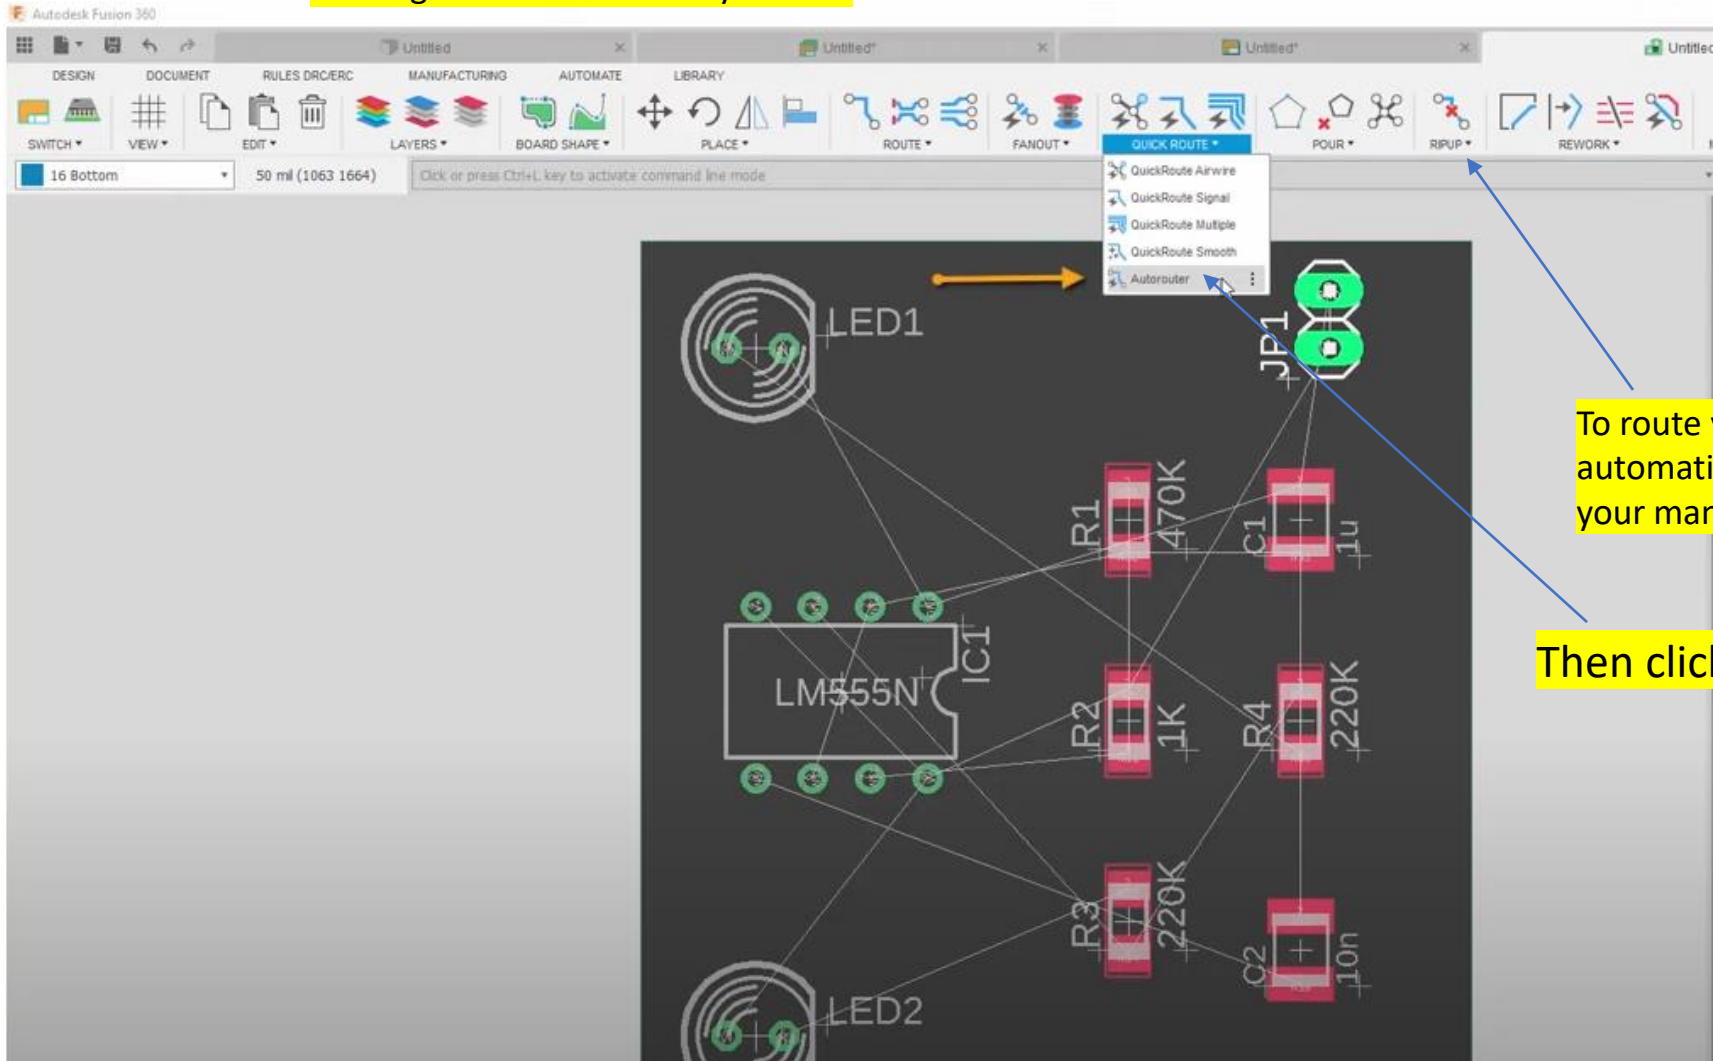 Autodesk Fusion 360
Untitled
Untitled*
Untitled*
DESIGN DOCUMENT RULES DRC/ERC MANUFACTURING AUTOMATE LIBRARY
SWITCH VIEW EDIT LAYERS BOARD SHAPE PLACE ROUTE FANOUT QUICK ROUTE POUR RIPUP REWORK
16 Bottom 50 mil (1063 1664) Click or press Ctrl+L key to activate command line mode
QuickRoute Airwire
QuickRoute Signal
QuickRoute Multiple
QuickRoute Smooth
Autorouter
LED1
JP1
To route
automati
your mar
R1 470K C1 1u
IC1
LM555N
Then clic
R2 1K R4 220K
R3 220K C2 10n
LED2